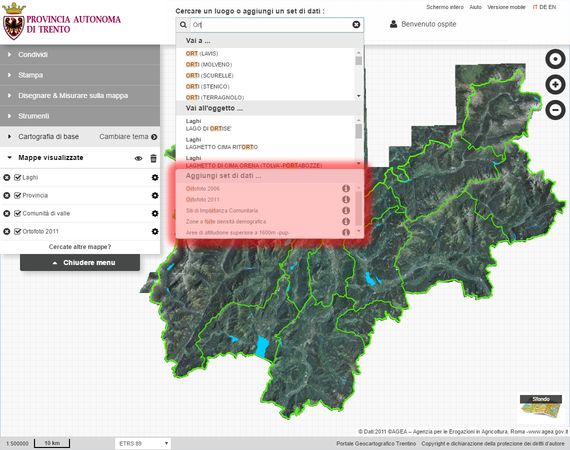 PROVINCIA AUTONOMA
DI TRENTO
Cercare un luogo o aggiungi un set di dati :
Ort
Schermo intero Aiuto Versione mobile IT DE EN
Benvenuto ospite
Condividi
Stampa
Disegnare & Misurare sulla mappa
Strumenti
Cartografia di base Cambiare tema
Mappe visualizzate
Laghi
Provincia
Comunità di valle
Ortofoto 2011
Cercate altre mappe?
Chiudere menu
Vai a ...
ORTI (LAVIS)
ORTI (MOLVENO)
ORTI (SCURELLE)
ORTI (STENICO)
ORTI (TERRAGNOLO)
Vai all'oggetto ...
Laghi
LAGO DI ORTISE'
Laghi
LAGHETTO CIMA RITORTO
Laghi
LAGHETTO DI CIMA ORENA (TOLVA-PORTABOZZE)
Aggiungi set di dati ...
Ortofoto 2006
Ortofoto 2011
Siti di Importanza Comunitaria
Zone a forte densità demografica
Aree di altitudine superiore a 1600m -pup-
Sfondo
© Dati:2011 ©AGEA – Agenzia per le Erogazioni in Agricoltura, Roma -www.agea.gov.it
1:500000
10 km
ETRS 89
Portale Geocartografico Trentino Copyright e dichiarazione della protezione dei diritti d'autore